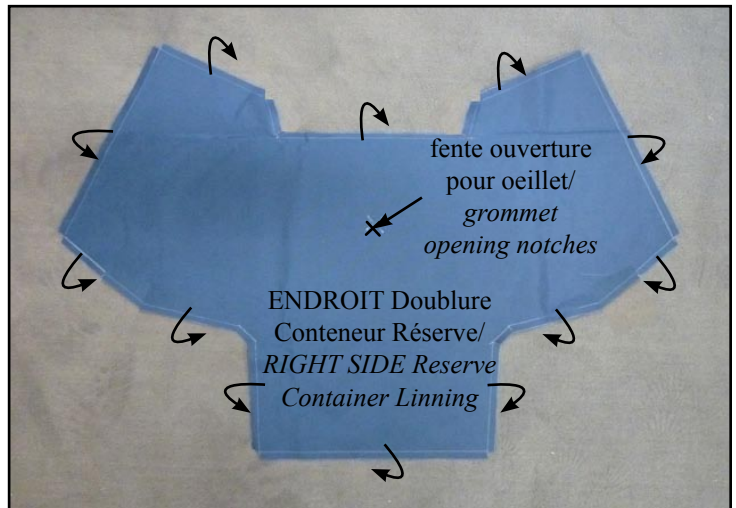 fente ouverture
pour oeillet/
grommet
opening notches
ENDROIT Doublure
Conteneur Réserve/
RIGHT SIDE Reserve
Container Linning